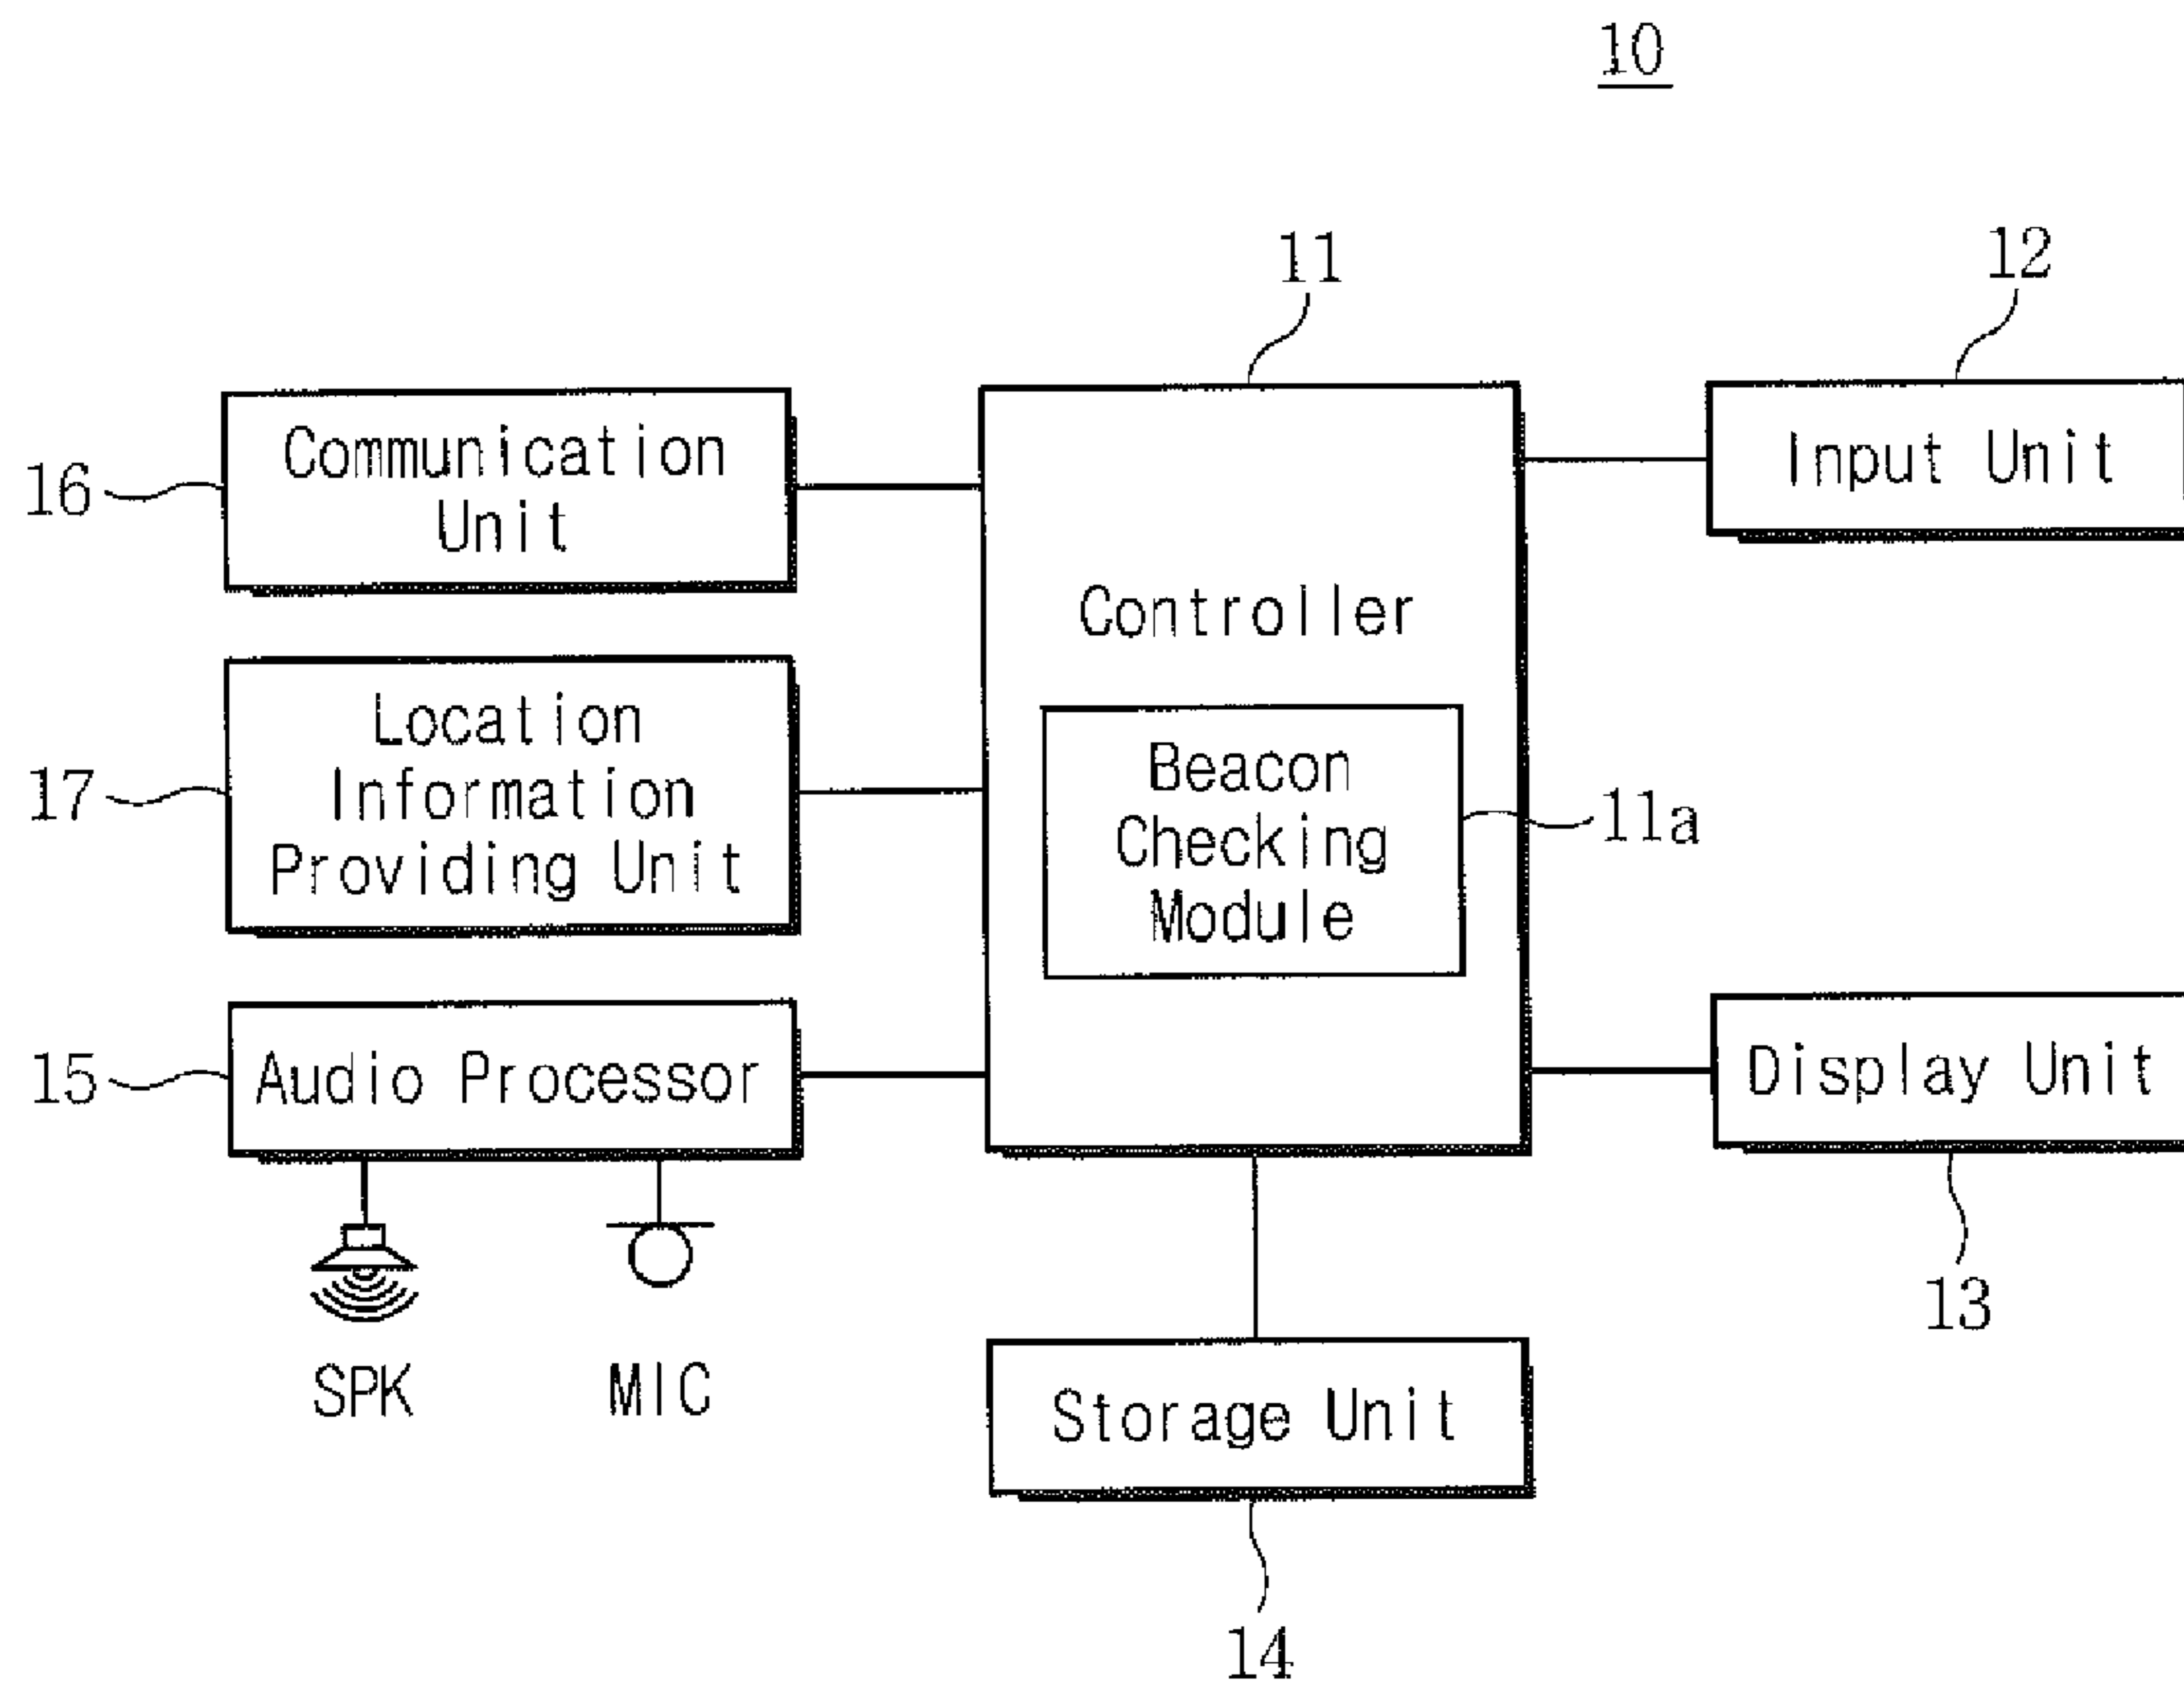 10
11
12
16
Communication
Unit
Input Unit
Controller
17
Location
Information
Providing Unit
Beacon
Checking
Module
11a
15
Audio Processor
Display Unit
SPK
MIC
13
Storage Unit
14